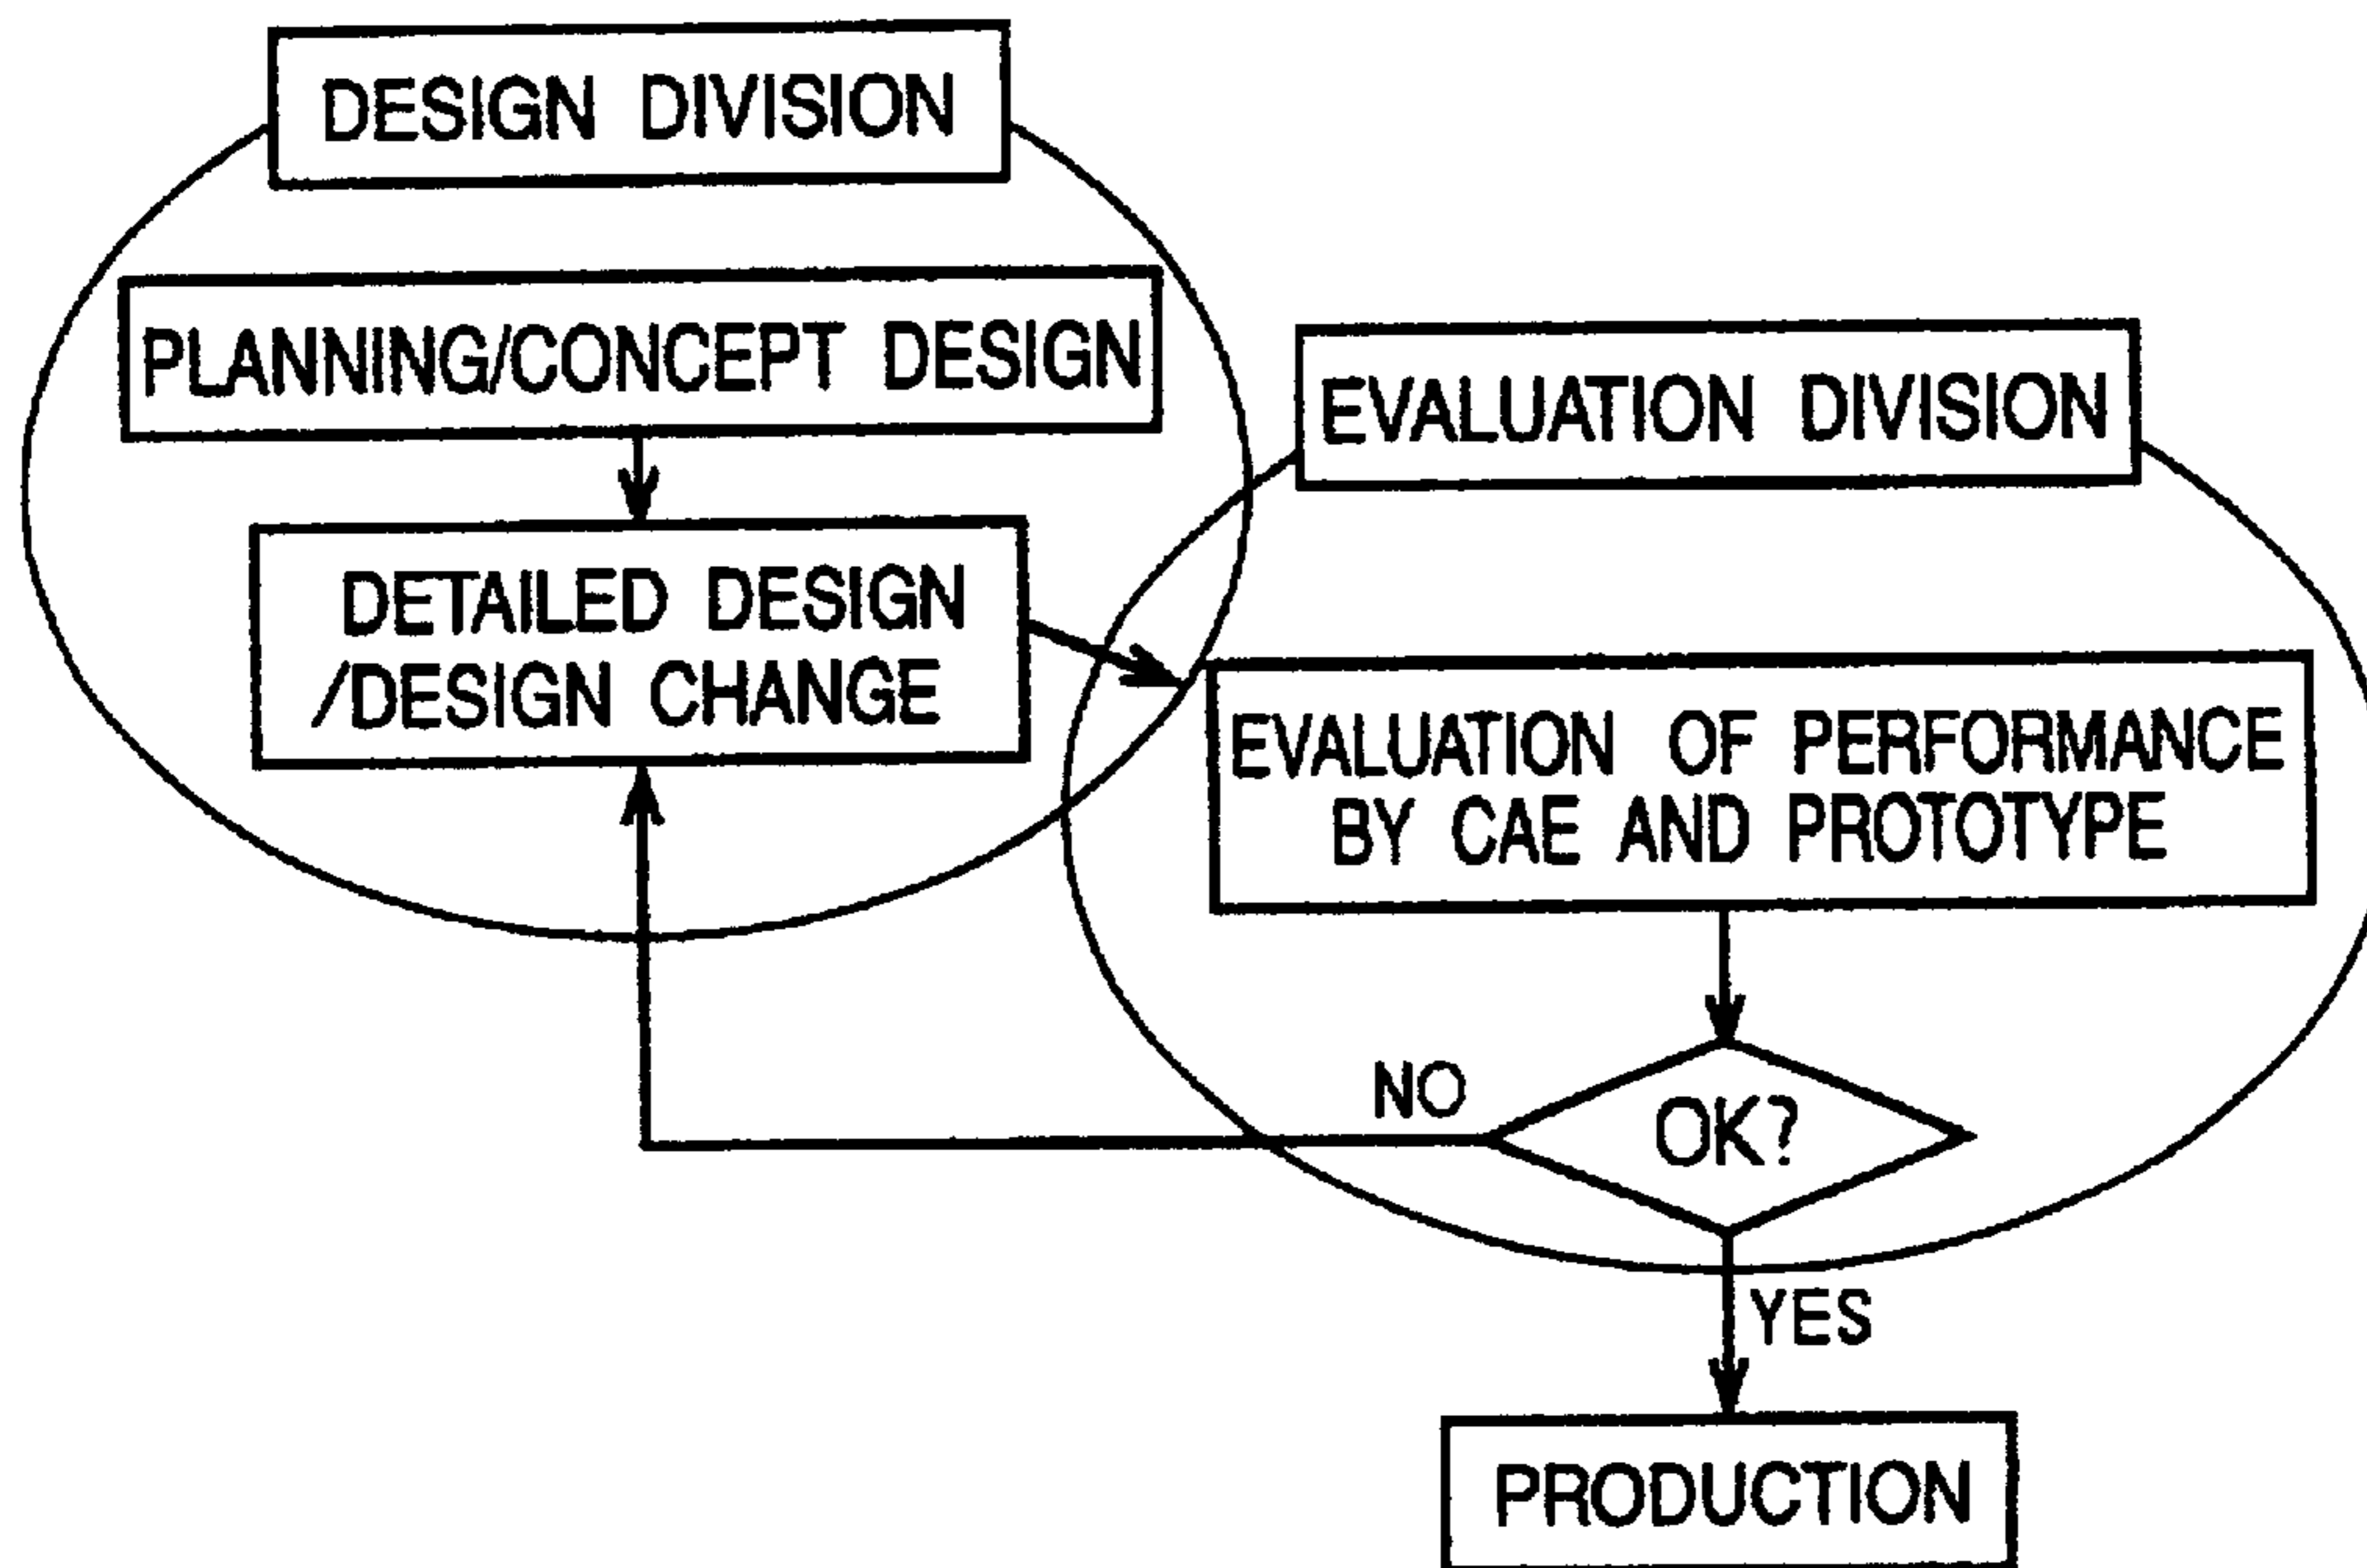 DESIGN DIVISION
PLANNING/CONCEPT DESIGN
DETAILED DESIGN
/DESIGN CHANGE
EVALUATION DIVISION
EVALUATION OF PERFORMANCE
BY CAE AND PROTOTYPE
NO
OK?
YES
PRODUCTION